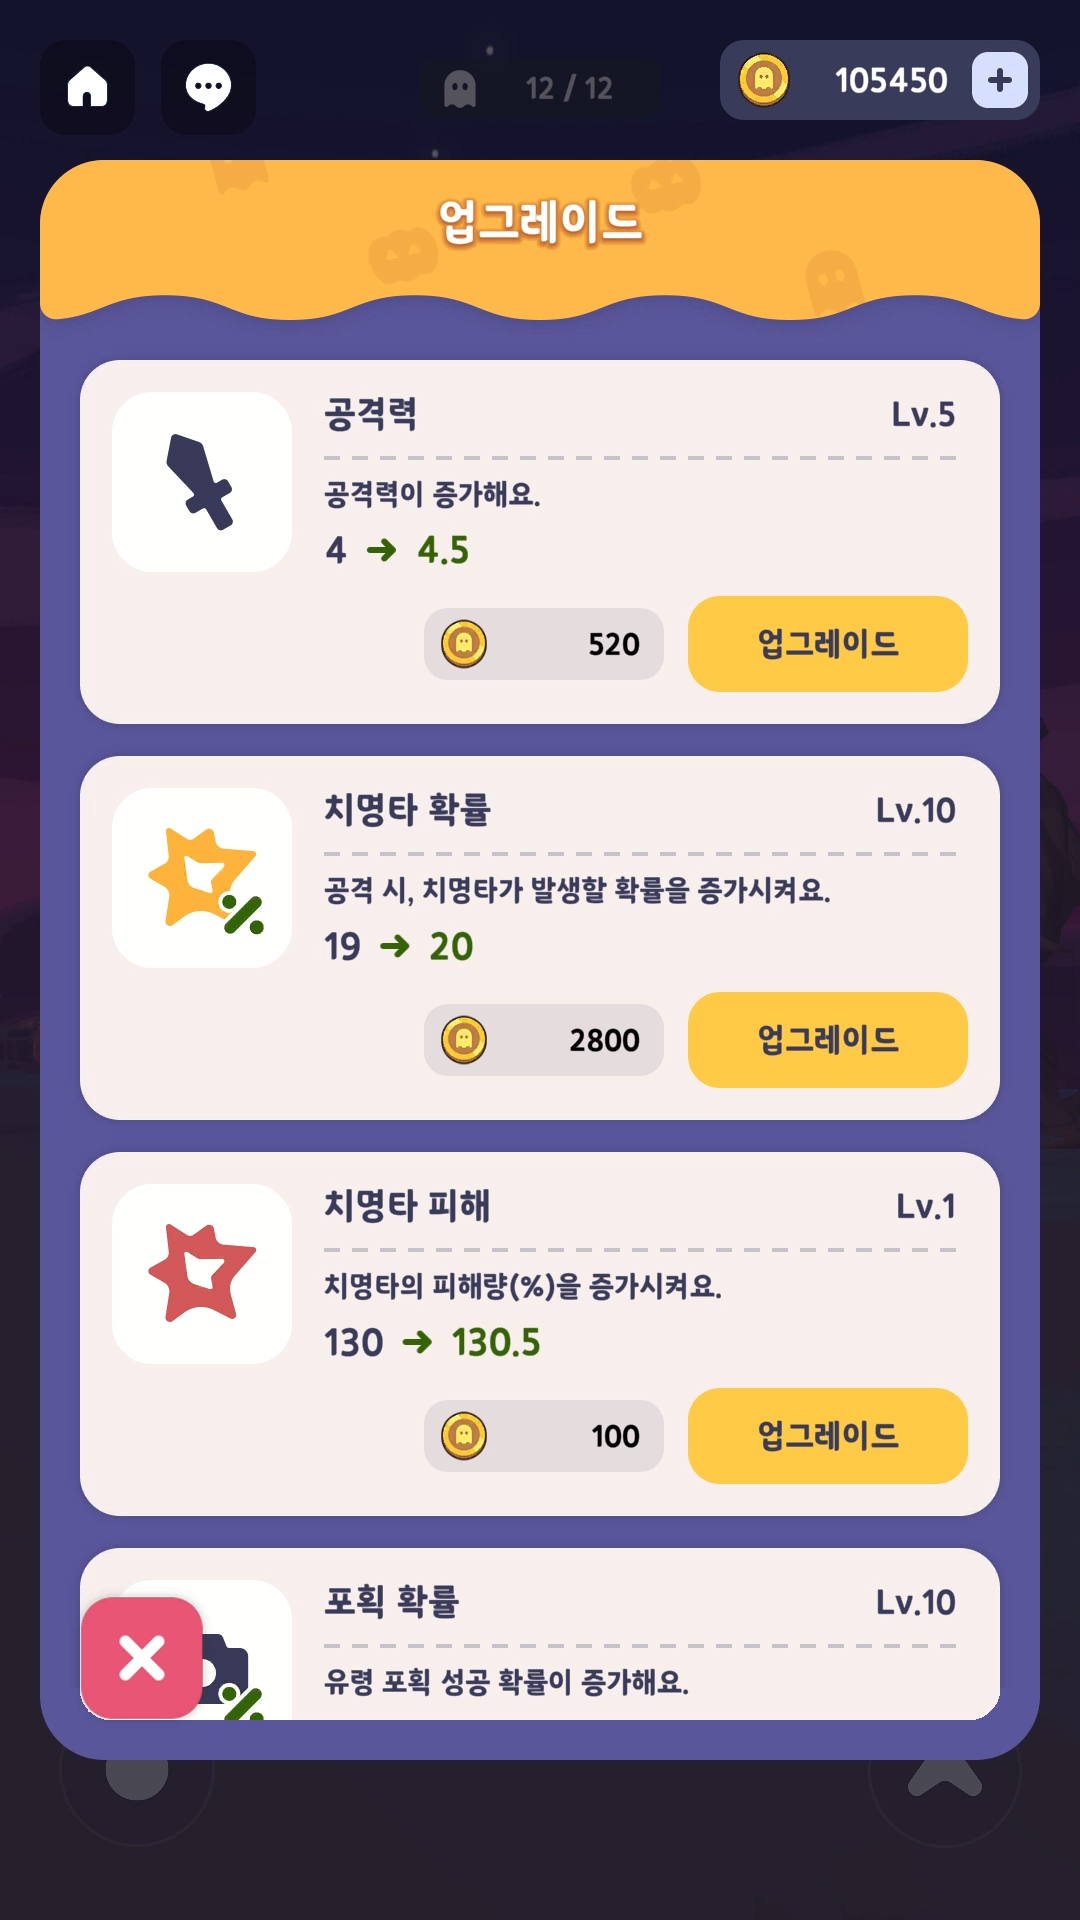 12 / 12
105450
업그레이드
공격력
Lv.5
공격력이 증가해요.
4 → 4.5
520
업그레이드
치명타 확률
Lv.10
공격 시, 치명타가 발생할 확률을 증가시켜요.
19 → 20
2800
업그레이드
치명타 피해
Lv.1
치명타의 피해량(%)을 증가시켜요.
130 → 130.5
100
업그레이드
포획 확률
Lv.10
유령 포획 성공 확률이 증가해요.